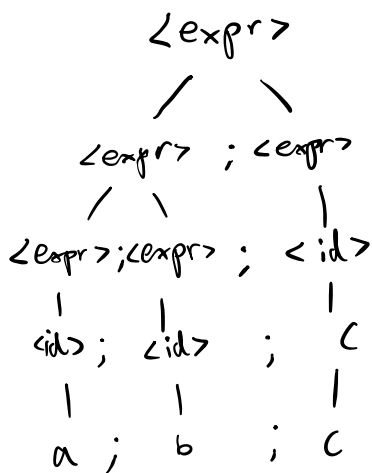 <expr>
<expr> ; <expr>
<expr>;<expr> ; <id>
<id>; <id> ; C
a ; b ; C